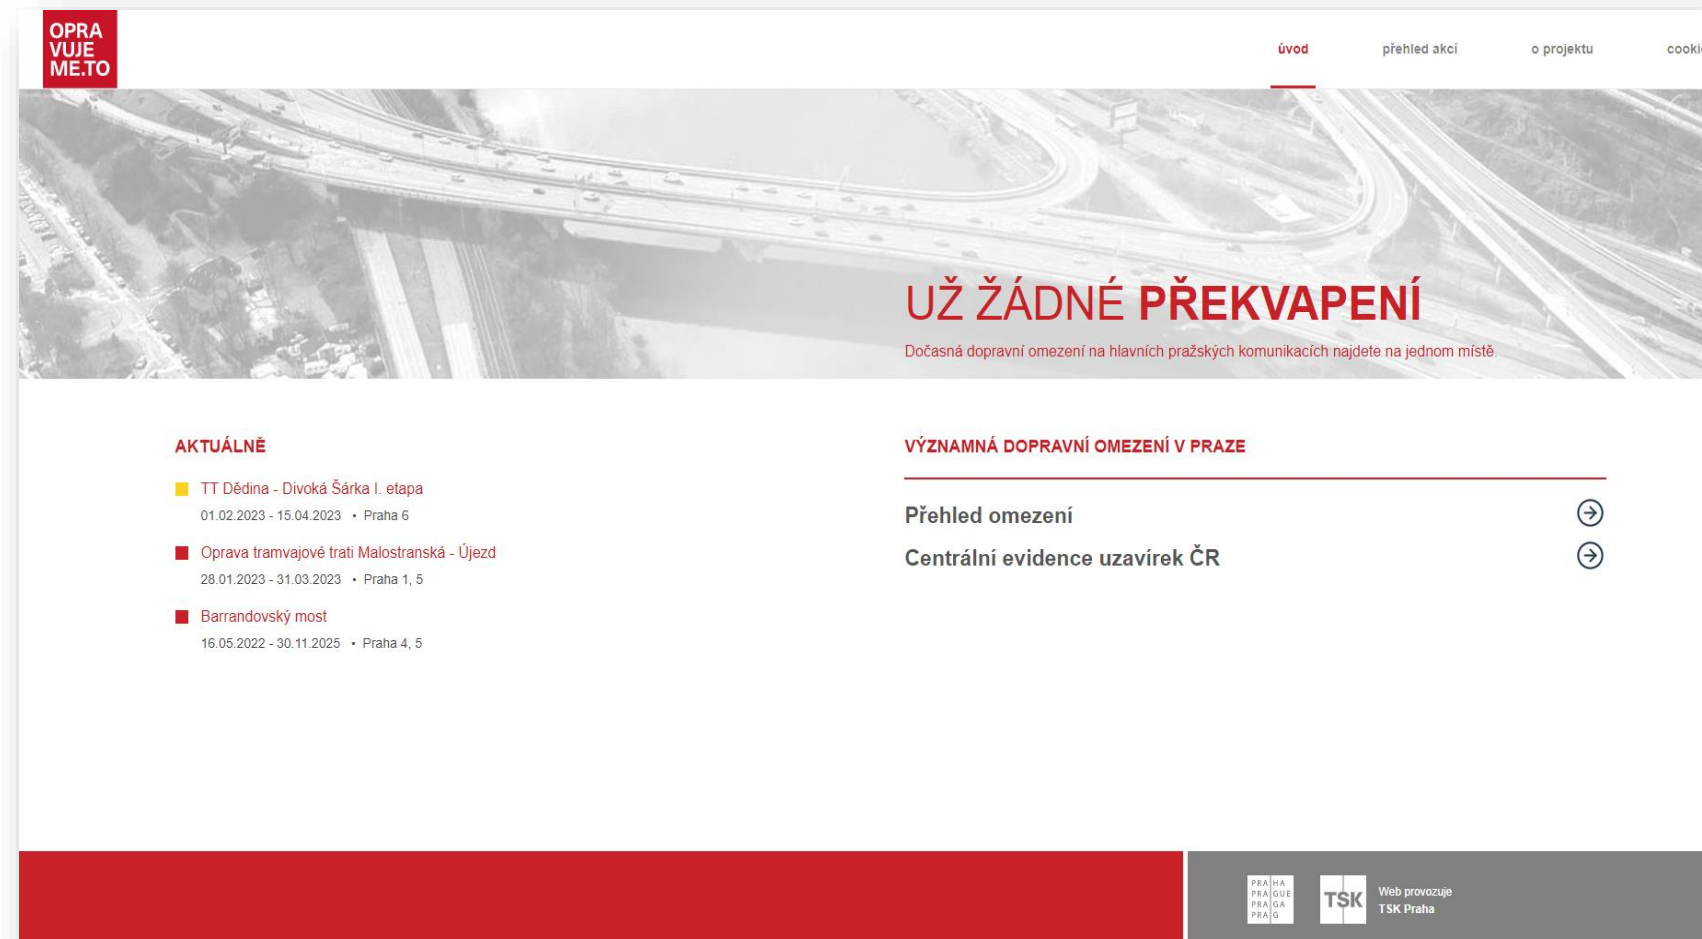 OPRA
VUJE
ME.TO
úvod přehled akcí o projektu
UŽ ŽÁDNÉ PŘEKVAPENÍ
Dočasná dopravní omezení na hlavních pražských komunikacích najdete na jednom místě.
AKTUÁLNĚ
TT Dědina - Divoká Šárka I. etapa
01.02.2023 - 15.04.2023 • Praha 6
Oprava tramvajové trati Malostranská - Újezd
28.01.2023 - 31.03.2023 • Praha 1, 5
Barrandovský most
16.05.2022 - 30.11.2025 • Praha 4, 5
VÝZNAMNÁ DOPRAVNÍ OMEZENÍ V PRAZE
Přehled omezení
Centrální evidence uzavírek ČR
PRA HA
PRA GUE
PRA GA
PRA G
TSK
Web provozuje
TSK Praha